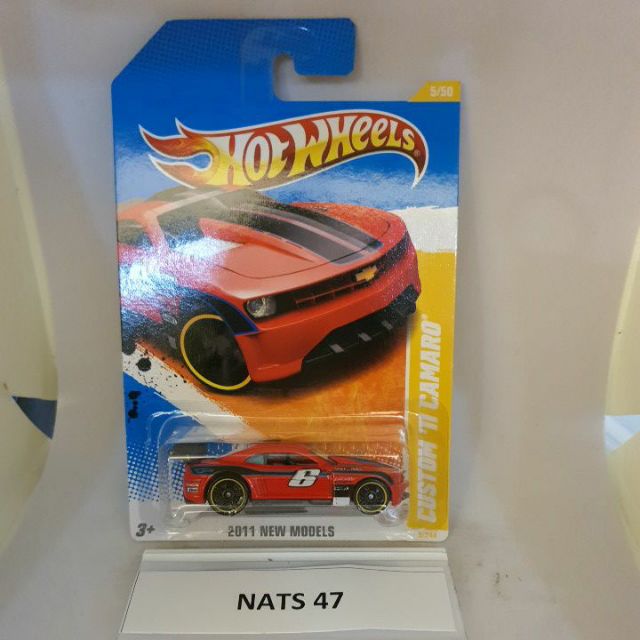 5/50
HOT WHEELS
CUSTOM '11 CAMARO
6
3+
2011 NEW MODELS
NATS 47